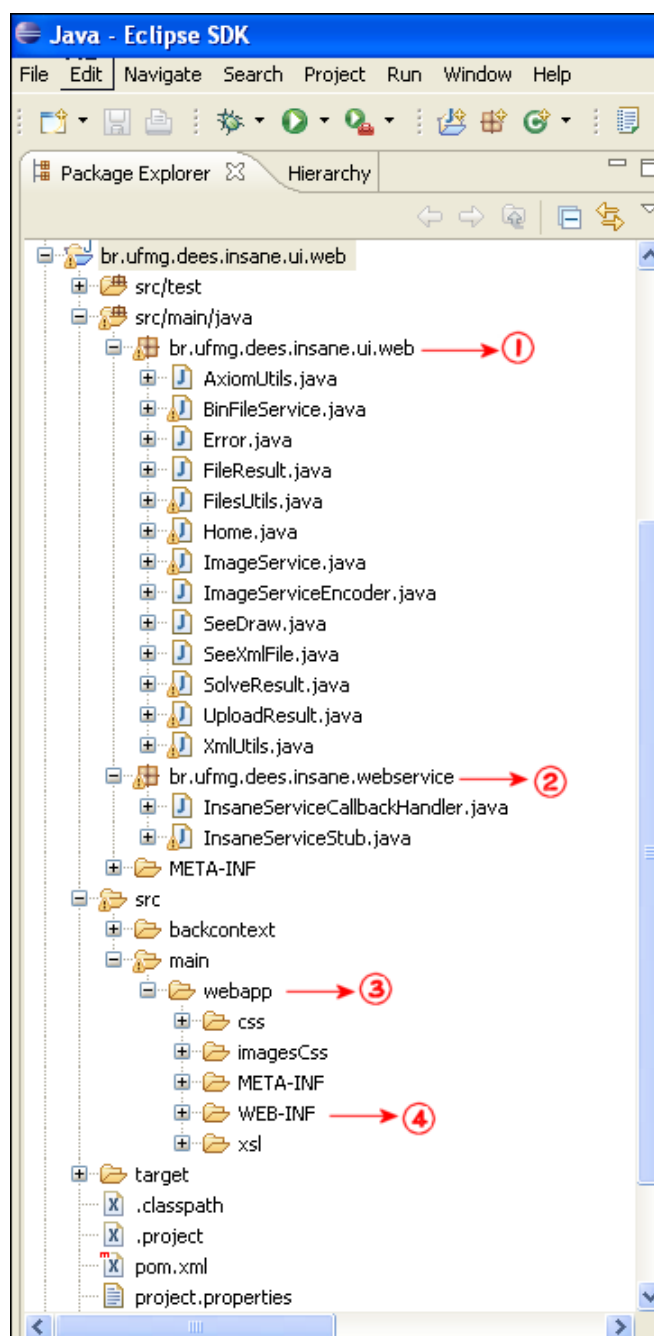 Java - Eclipse SDK
File Edit Navigate Search Project Run Window Help
Package Explorer Hierarchy
br.ufmg.dees.insane.ui.web
src/test
src/main/java
br.ufmg.dees.insane.ui.web 1
AxiomUtils.java
BinFileService.java
Error.java
FileResult.java
FilesUtils.java
Home.java
ImageService.java
ImageServiceEncoder.java
SeeDraw.java
SeeXmlFile.java
SolveResult.java
UploadResult.java
XmlUtils.java
br.ufmg.dees.insane.webservice 2
InsaneServiceCallbackHandler.java
InsaneServiceStub.java
META-INF
src
backcontext
main
webapp 3
css
imagesCss
META-INF
WEB-INF 4
xsl
target
.classpath
.project
pom.xml
project.properties